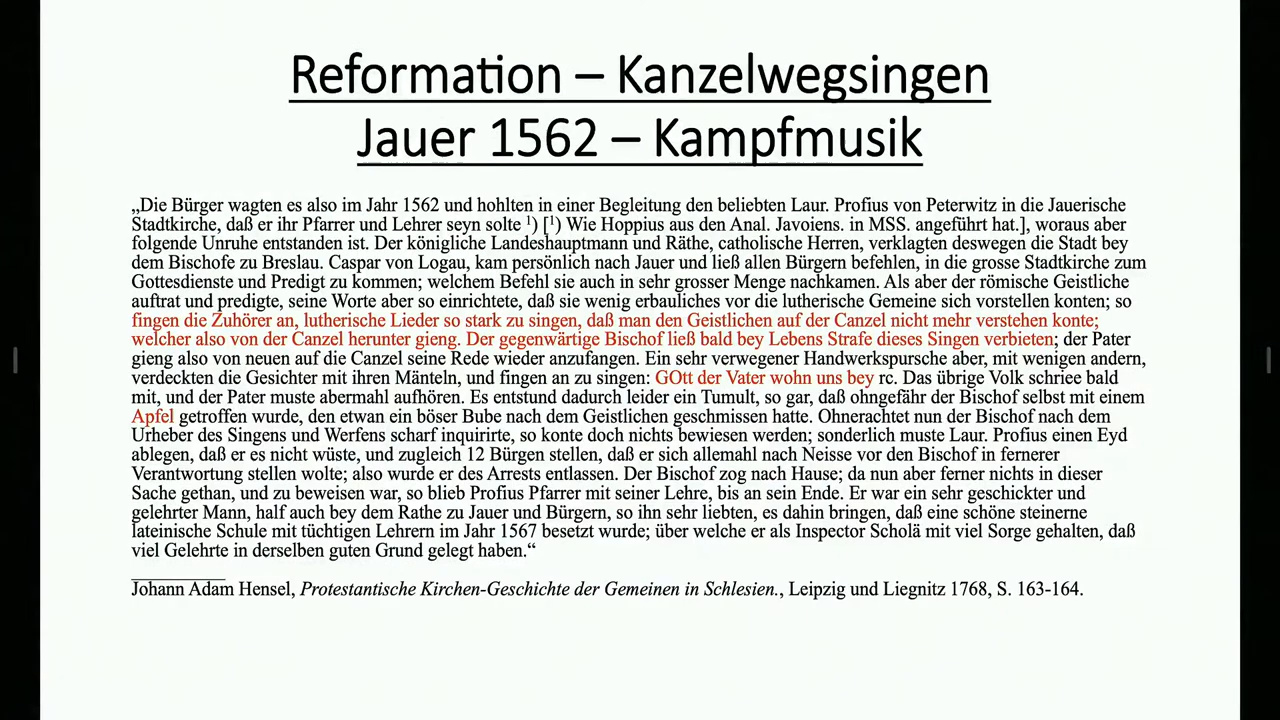 Reformation – Kanzelwegsingen
Jauer 1562 – Kampfmusik
„Die Bürger wagten es also im Jahr 1562 und hohlten in einer Begleitung den beliebten Laur. Profius von Peterwitz in die Jauerische
Stadtkirche, daß er ihr Pfarrer und Lehrer seyn solte ¹) [¹) Wie Hoppius aus den Anal. Javoiens. in MSS. angeführt hat.], woraus aber
folgende Unruhe entstanden ist. Der königliche Landeshauptmann und Räthe, catholische Herren, verklagten deswegen die Stadt bey
dem Bischofe zu Breslau. Caspar von Logau, kam persönlich nach Jauer und ließ allen Bürgern befehlen, in die grosse Stadtkirche zum
Gottesdienste und Predigt zu kommen; welchem Befehl sie auch in sehr grosser Menge nachkamen. Als aber der römische Geistliche
auftrat und predigte, seine Worte aber so einrichtete, daß sie wenig erbauliches vor die lutherische Gemeine sich vorstellen konten; so
fingen die Zuhörer an, lutherische Lieder so stark zu singen, daß man den Geistlichen auf der Canzel nicht mehr verstehen konte;
welcher also von der Canzel herunter gieng. Der gegenwärtige Bischof ließ bald bey Lebens Strafe dieses Singen verbieten; der Pater
gieng also von neuen auf die Canzel seine Rede wieder anzufangen. Ein sehr verwegener Handwerkspursche aber, mit wenigen andern,
verdeckten die Gesichter mit ihren Mänteln, und fingen an zu singen: GOtt der Vater wohn uns bey rc. Das übrige Volk schriee bald
mit, und der Pater muste abermahl aufhören. Es entstund dadurch leider ein Tumult, so gar, daß ohngefähr der Bischof selbst mit einem
Apfel getroffen wurde, den etwan ein böser Bube nach dem Geistlichen geschmissen hatte. Ohnerachtet nun der Bischof nach dem
Urheber des Singens und Werfens scharf inquirirte, so konte doch nichts bewiesen werden; sonderlich muste Laur. Profius einen Eyd
ablegen, daß er es nicht wüste, und zugleich 12 Bürgen stellen, daß er sich allemahl nach Neisse vor den Bischof in fernerer
Verantwortung stellen wolte; also wurde er des Arrests entlassen. Der Bischof zog nach Hause; da nun aber ferner nichts in dieser
Sache gethan, und zu beweisen war, so blieb Profius Pfarrer mit seiner Lehre, bis an sein Ende. Er war ein sehr geschickter und
gelehrter Mann, half auch bey dem Rathe zu Jauer und Bürgern, so ihn sehr liebten, es dahin bringen, daß eine schöne steinerne
lateinische Schule mit tüchtigen Lehrern im Jahr 1567 besetzt wurde; über welche er als Inspector Scholä mit viel Sorge gehalten, daß
viel Gelehrte in derselben guten Grund gelegt haben.“
Johann Adam Hensel, Protestantische Kirchen-Geschichte der Gemeinen in Schlesien., Leipzig und Liegnitz 1768, S. 163-164.